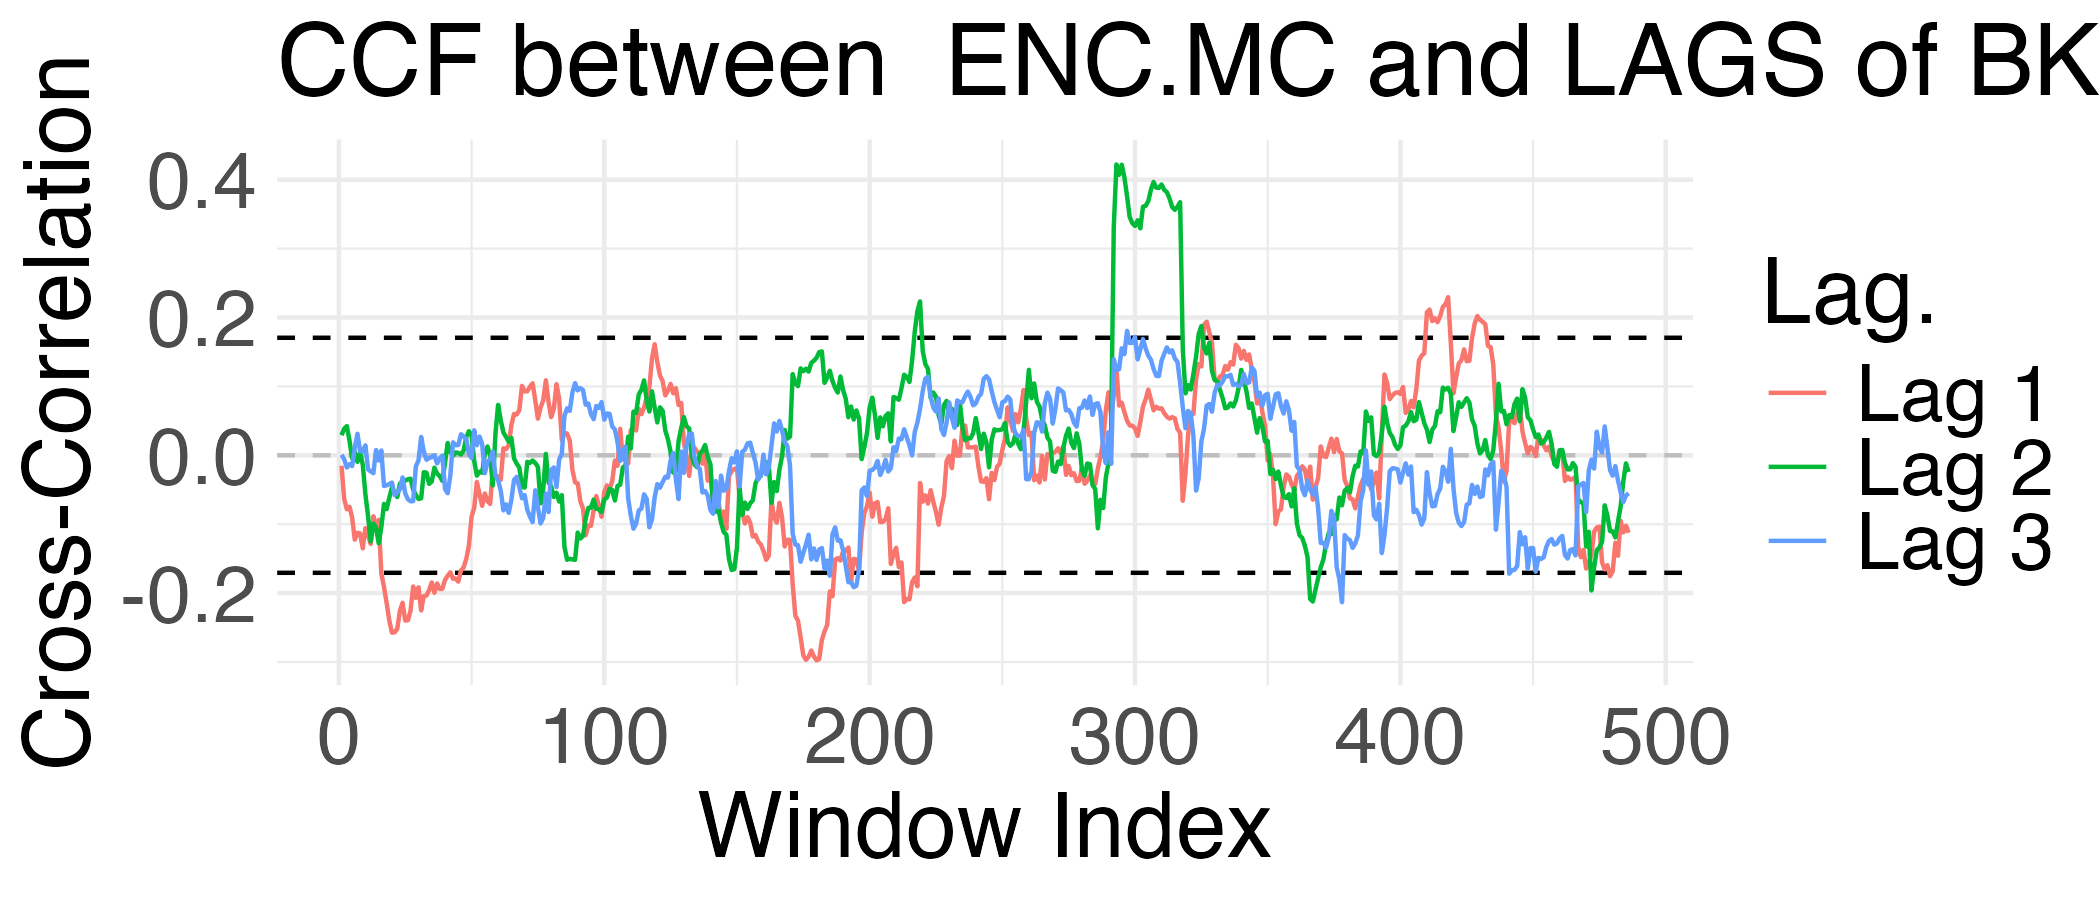 CCF between ENC.MC and LAGS of BK
Cross-Correlation
0.4
0.2
0.0
-0.2
0 100 200 300 400 500
Window Index
Lag.
Lag 1
Lag 2
Lag 3